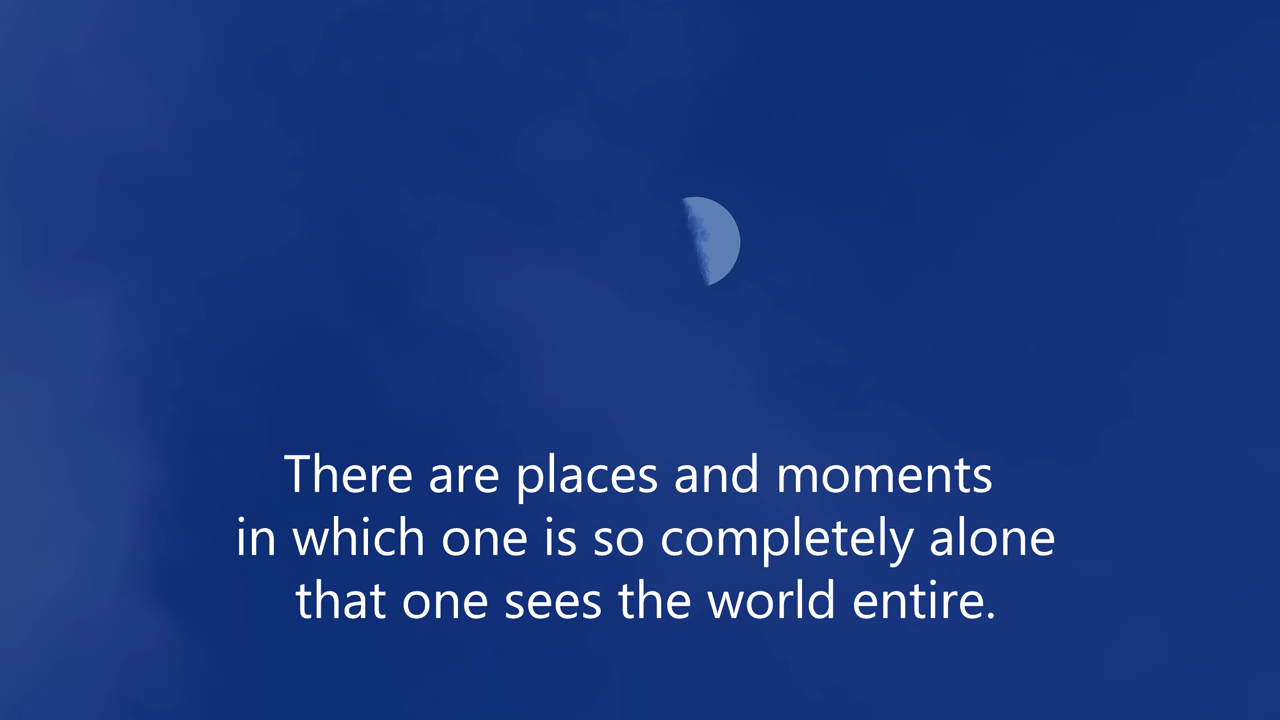 There are places and moments
in which one is so completely alone
that one sees the world entire.